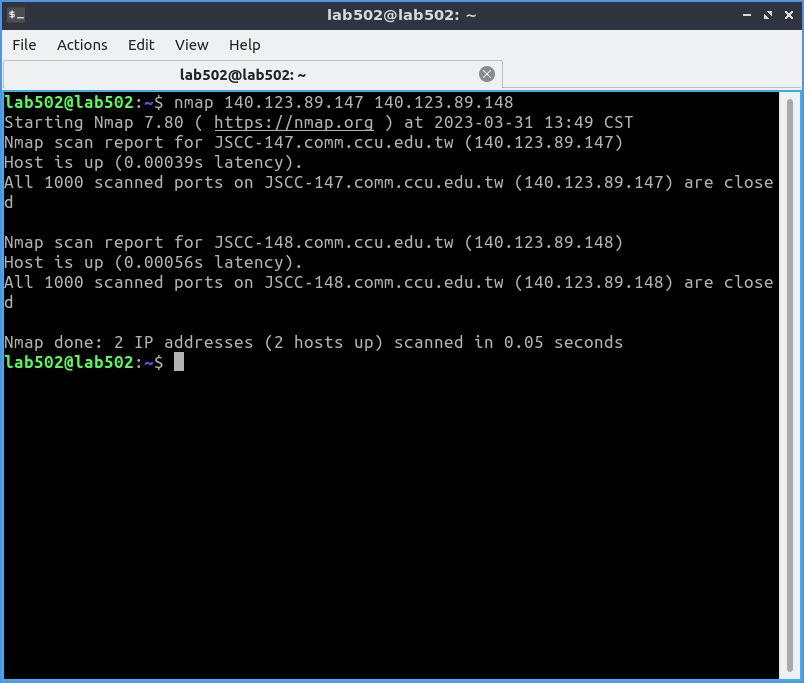 lab502@lab502: ~
File Actions Edit View Help
lab502@lab502: ~
lab502@lab502:~$ nmap 140.123.89.147 140.123.89.148
Starting Nmap 7.80 ( https://nmap.org ) at 2023-03-31 13:49 CST
Nmap scan report for JSCC-147.comm.ccu.edu.tw (140.123.89.147)
Host is up (0.00039s latency).
All 1000 scanned ports on JSCC-147.comm.ccu.edu.tw (140.123.89.147) are close
d
Nmap scan report for JSCC-148.comm.ccu.edu.tw (140.123.89.148)
Host is up (0.00056s latency).
All 1000 scanned ports on JSCC-148.comm.ccu.edu.tw (140.123.89.148) are close
d
Nmap done: 2 IP addresses (2 hosts up) scanned in 0.05 seconds
lab502@lab502:~$